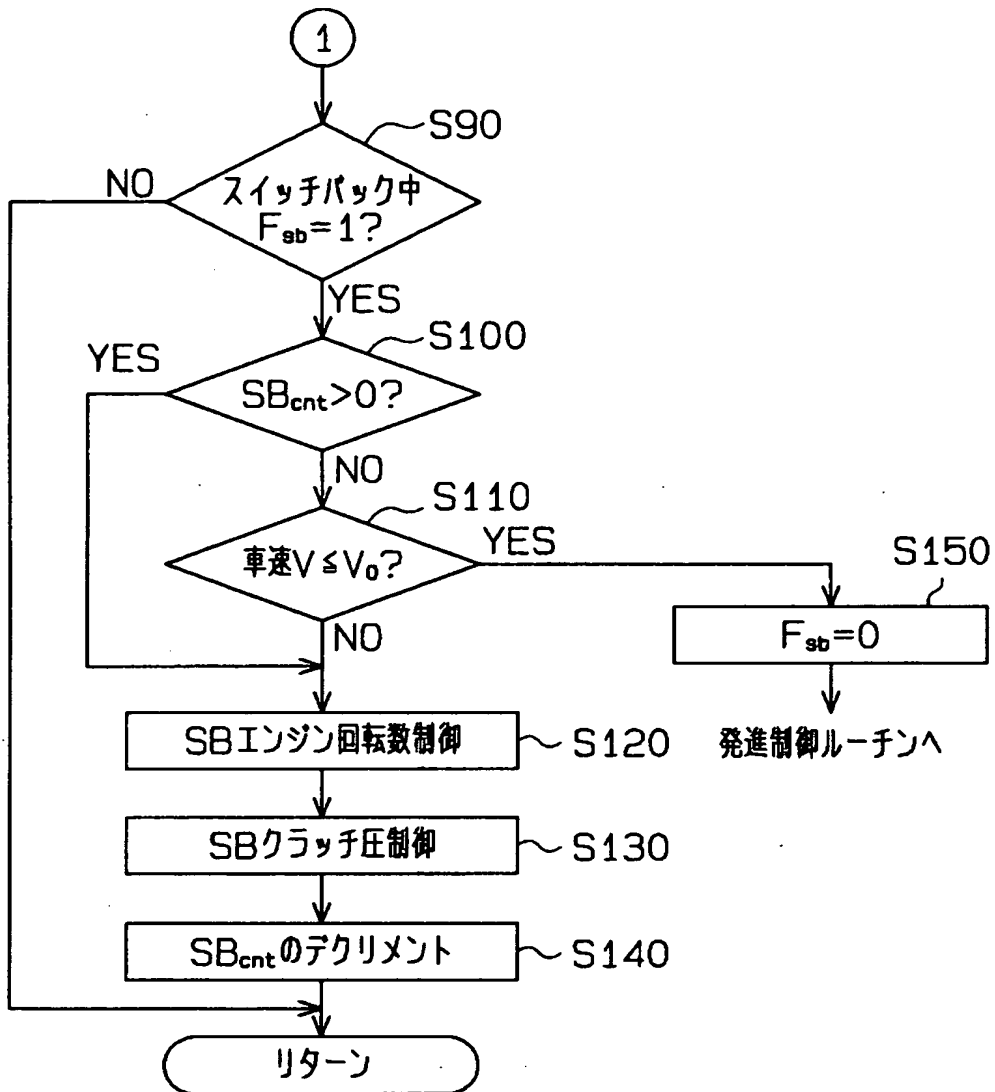 1
S90
NO
スイッチバック中
Fsb=1?
YES
S100
YES
SBcnt>0?
NO
S110
車速V≦V0?
YES
S150
NO
Fsb=0
SBエンジン回転数制御
S120
発進制御ルーチンへ
SBクラッチ圧制御
S130
SBcntのデクリメント
S140
リターン